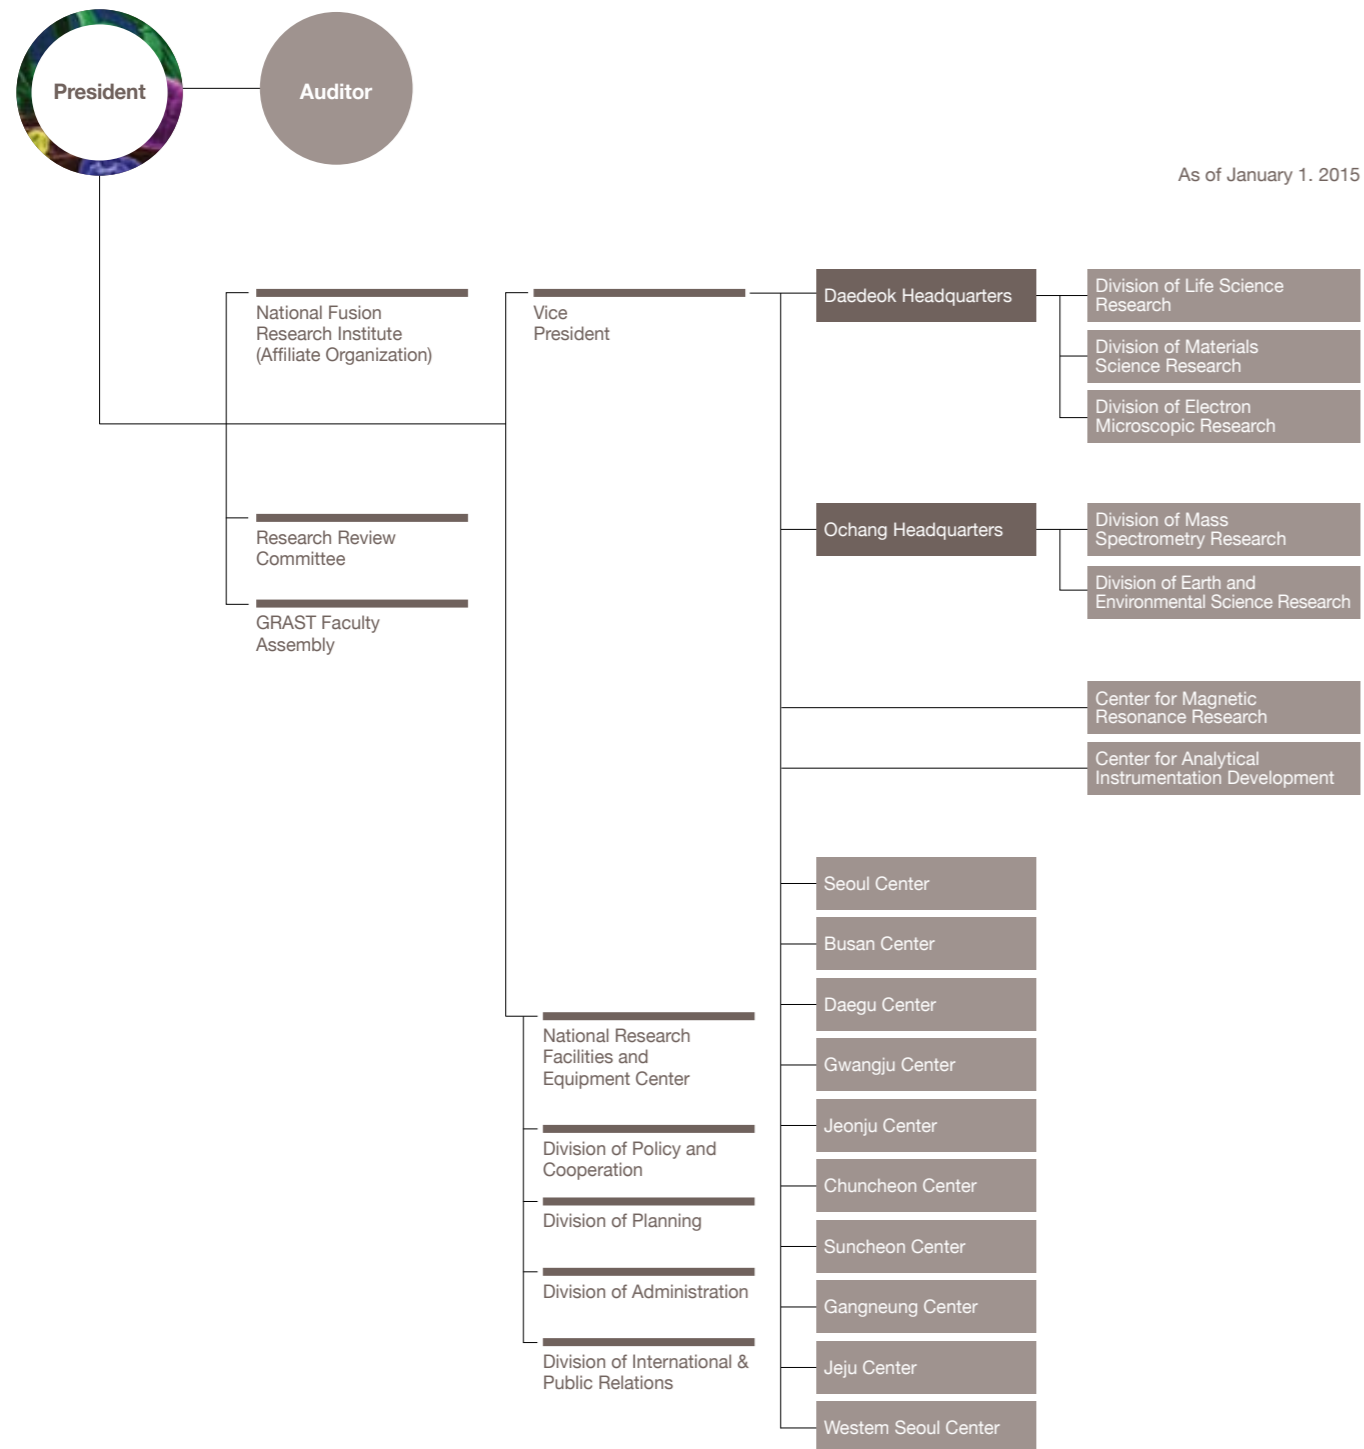 President
Auditor
As of January 1. 2015
National Fusion
Research Institute
(Affiliate Organization)
Research Review
Committee
GRAST Faculty
Assembly
Vice
President
National Research
Facilities and
Equipment Center
Division of Policy and
Cooperation
Division of Planning
Division of Administration
Division of International &
Public Relations
Daedeok Headquarters
Division of Life Science
Research
Division of Materials
Science Research
Division of Electron
Microscopic Research
Ochang Headquarters
Division of Mass
Spectrometry Research
Division of Earth and
Environmental Science Research
Center for Magnetic
Resonance Research
Center for Analytical
Instrumentation Development
Seoul Center
Busan Center
Daegu Center
Gwangju Center
Jeonju Center
Chuncheon Center
Suncheon Center
Gangneung Center
Jeju Center
Westem Seoul Center